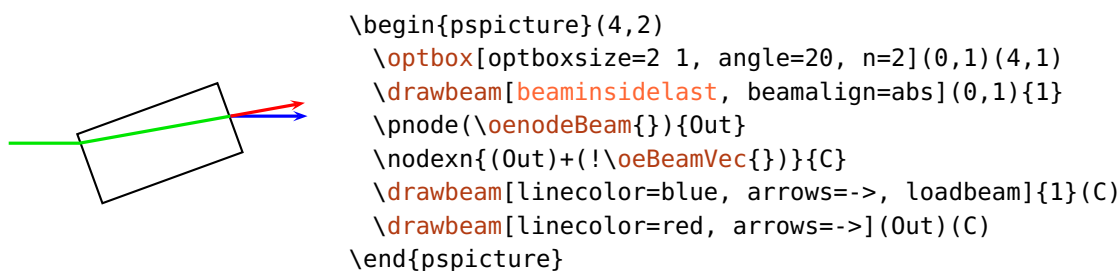 \begin{pspicture}(4,2)
\optbox[optboxsize=2 1, angle=20, n=2](0,1)(4,1)
\drawbeam[beaminsidelast, beamalign=abs](0,1){1}
\pnode(\oenodeBeam{}){Out}
\nodexn{(Out)+(!\oeBeamVec{})}{C}
\drawbeam[linecolor=blue, arrows=->, loadbeam]{1}(C)
\drawbeam[linecolor=red, arrows=->](Out)(C)
\end{pspicture}